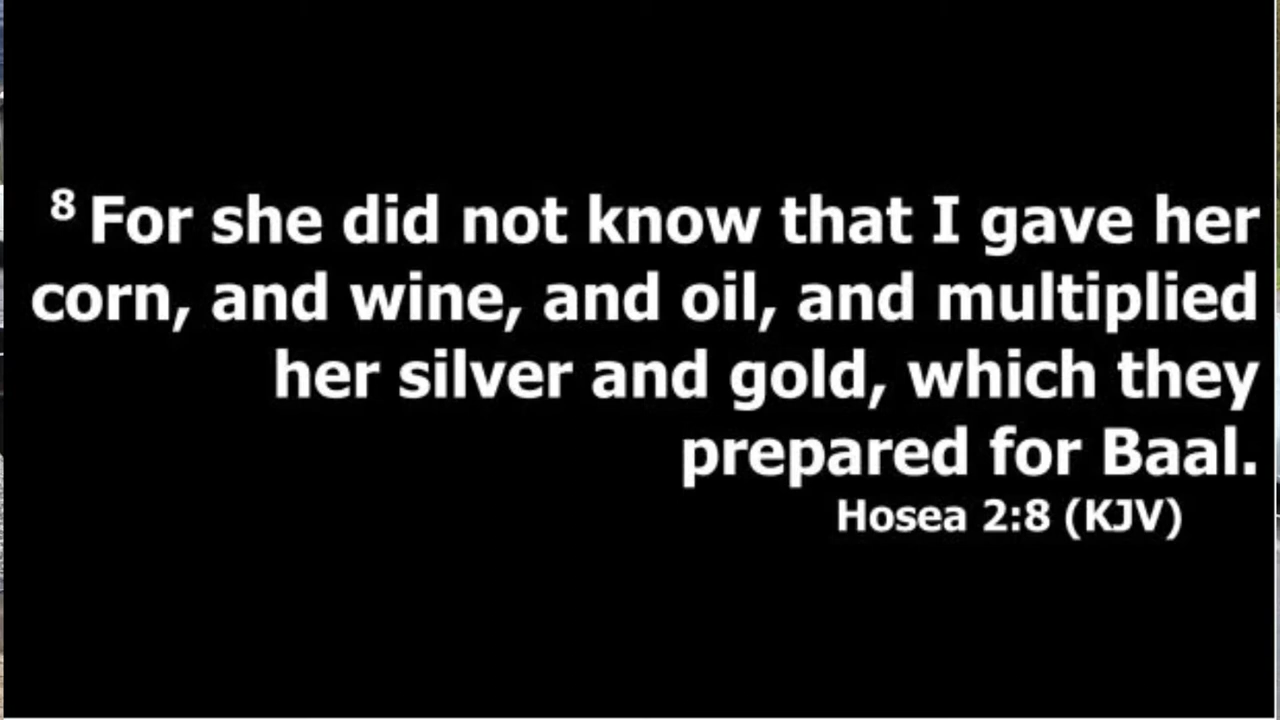 8 For she did not know that I gave her
corn, and wine, and oil, and multiplied
her silver and gold, which they
prepared for Baal.
Hosea 2:8 (KJV)